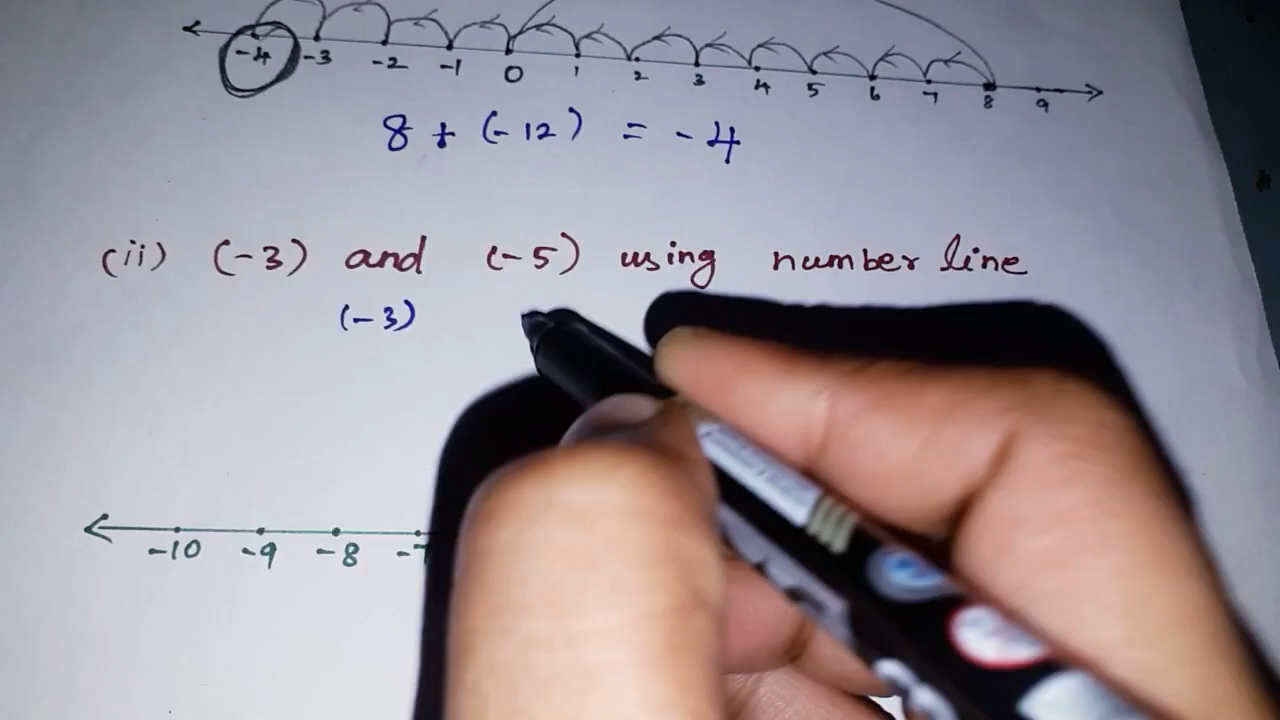 -4 -3 -2 -1 0 1 2 3 4 5 6 7 8 9
8 + (-12) = -4
(ii) (-3) and (-5) using number line
(-3)
-10 -9 -8 -7